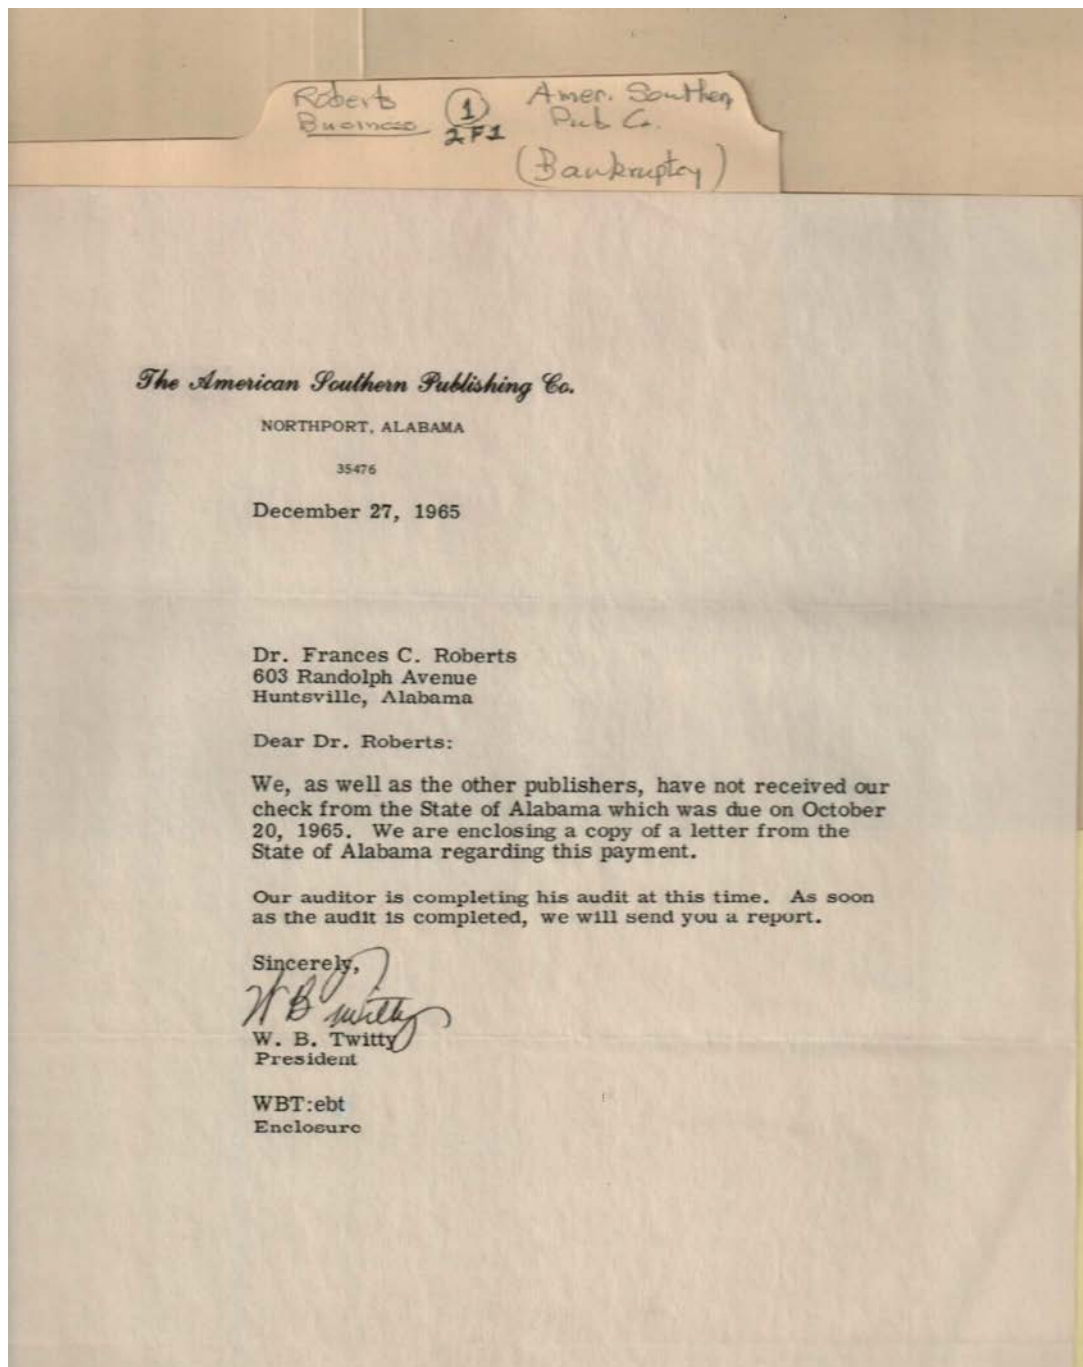 Roberts
Business
1
2F1
Amer. Southern
Pub Co.
(Bankruptcy)
The American Southern Publishing Co.
NORTHPORT, ALABAMA
35476
December 27, 1965
Dr. Frances C. Roberts
603 Randolph Avenue
Huntsville, Alabama
Dear Dr. Roberts:
We, as well as the other publishers, have not received our
check from the State of Alabama which was due on October
20, 1965. We are enclosing a copy of a letter from the
State of Alabama regarding this payment.
Our auditor is completing his audit at this time. As soon
as the audit is completed, we will send you a report.
Sincerely,
W B Twitty
W. B. Twitty
President
WBT:ebt
Enclosure